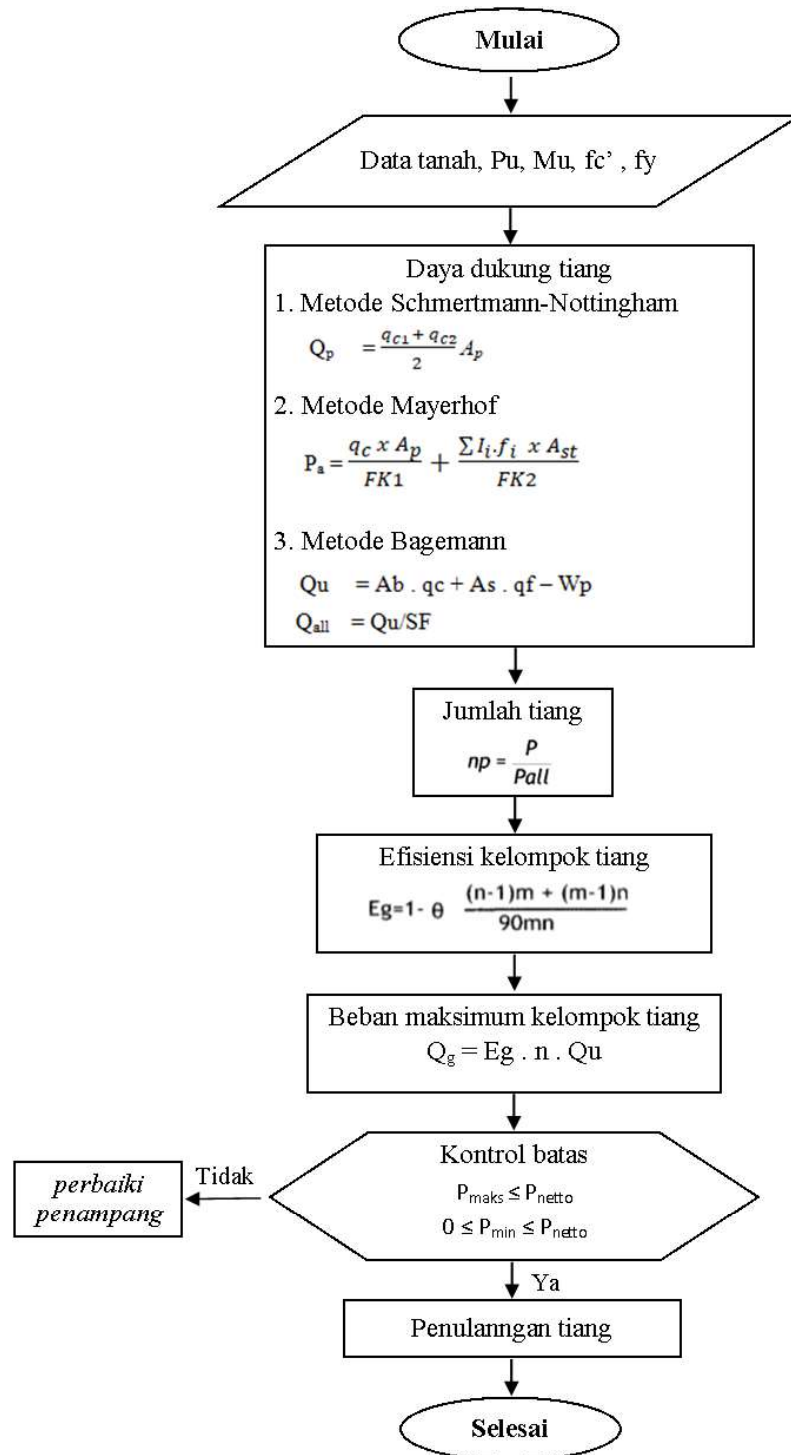 Mulai
Data tanah, Pu, Mu, fc’ , fy
Daya dukung tiang
1. Metode Schmertmann-Nottingham
Qp = (qc1 + qc2)/2 Ap
2. Metode Mayerhof
Pa = (qc x Ap)/FK1 + (∑ Ii.fi x Ast)/FK2
3. Metode Bagemann
Qu = Ab . qc + As . qf – Wp
Qall = Qu/SF
Jumlah tiang
np = P/Pall
Efisiensi kelompok tiang
Eg=1- θ ((n-1)m + (m-1)n)/90mn
Beban maksimum kelompok tiang
Qg = Eg . n . Qu
Kontrol batas
Pmaks ≤ Pnetto
0 ≤ Pmin ≤ Pnetto
Tidak
perbaiki
penampang
Ya
Penulanngan tiang
Selesai